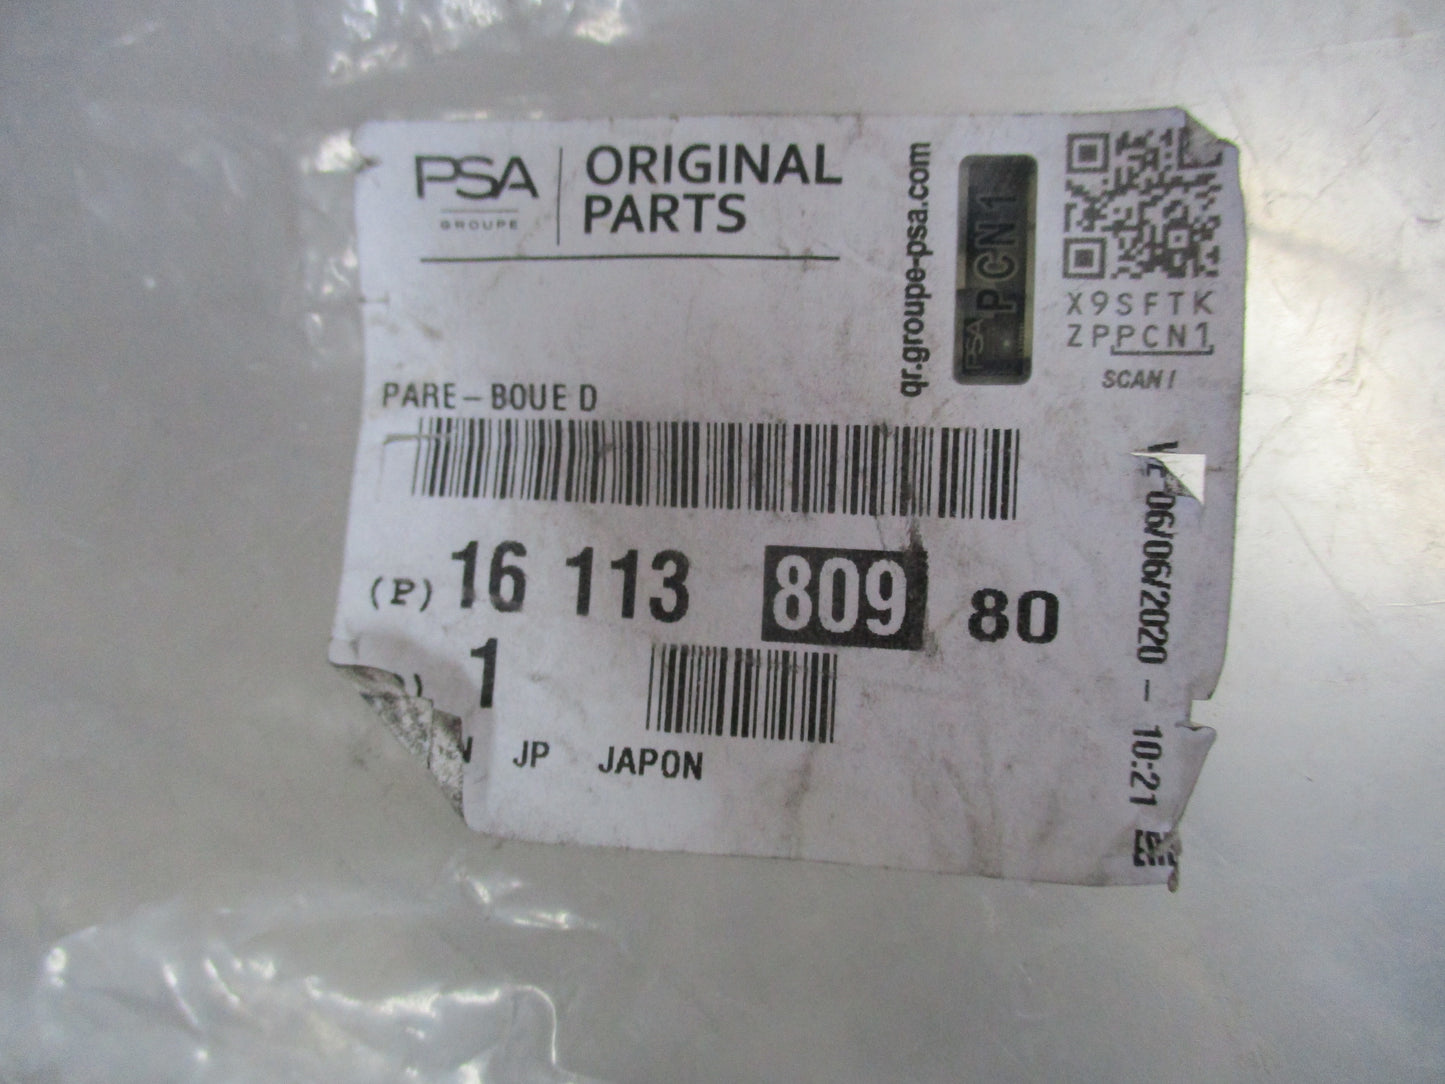 PSA
GROUPE
ORIGINAL
PARTS
qr.groupe-psa.com
PSA PCN1
X9SFTK
ZPPCN1
SCAN!
PARE-BOUE D
(P) 16 113 809 80
1
JP JAPON
06/06/2020 - 10:21